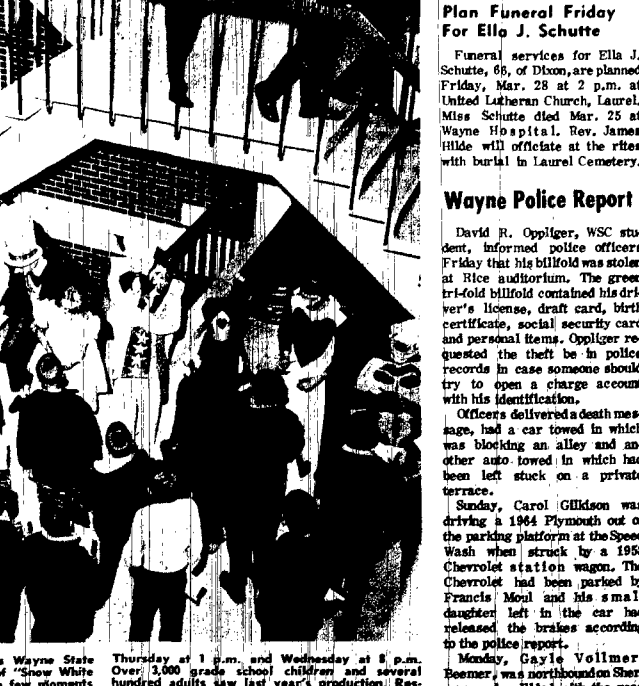 Plan Funeral Friday
For Ella J. Schutte
Funeral services for Ella J.
Schutte, 66, of Dixon, are planned
Friday, Mar. 28 at 2 p.m. at
United Lutheran Church, Laurel.
Miss Schutte died Mar. 25 at
Wayne Hospital. Rev. James
Hilde will officiate at the rites
with burial in Laurel Cemetery.
Wayne Police Report
David R. Oppliger, WSC stu-
dent, informed police officers
Friday that his billfold was stolen
at Rice auditorium. The green
tri-fold billfold contained his dri-
ver's license, draft card, birth
certificate, social security card
and personal items. Oppliger re-
quested the theft be in police
records in case someone should
try to open a charge account
with his identification.
Officers delivered a death mes-
sage, had a car towed in which
was blocking an alley and an-
other auto towed in which had
been left stuck on a private
terrace.
Sunday, Carol Gilkison was
driving a 1964 Plymouth out of
the parking platform at the Speed
Wash when struck by a 195
Chevrolet station wagon. The
Chevrolet had been parked by
Francis Moul and his small
daughter left in the car had
released the brakes according
to the police report.
Monday, Gayle Vollmer
Beemer, was northbound on Sher
s Wayne State
of "Snow White
a few moments
Thursday at 1 p.m. and Wednesday at 8 p.m.
Over 3,000 grade school children and several
hundred adults saw last year's production. Res-